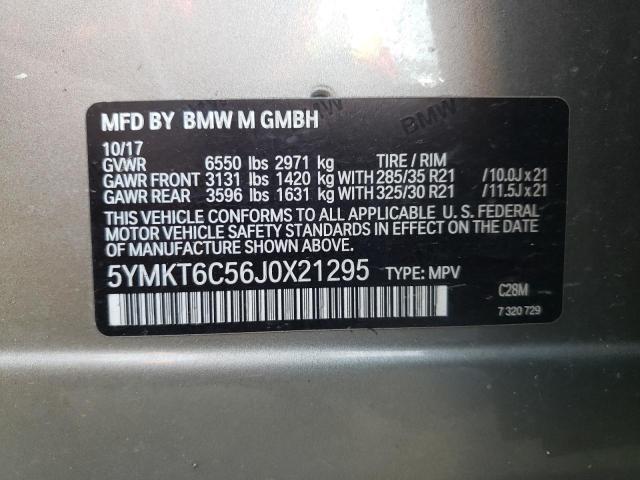 MFD BY BMW M GMBH
10/17
GVWR 6550 lbs 2971 kg TIRE / RIM
GAWR FRONT 3131 lbs 1420 kg WITH 285/35 R21 /10.0J x 21
GAWR REAR 3596 lbs 1631 kg WITH 325/30 R21 /11.5J x 21
THIS VEHICLE CONFORMS TO ALL APPLICABLE U. S. FEDERAL
MOTOR VEHICLE SAFETY STANDARDS IN EFFECT ON THE DATE
OF MANUFACTURE SHOWN ABOVE.
5YMKT6C56J0X21295 TYPE: MPV
C28M
7 320 729